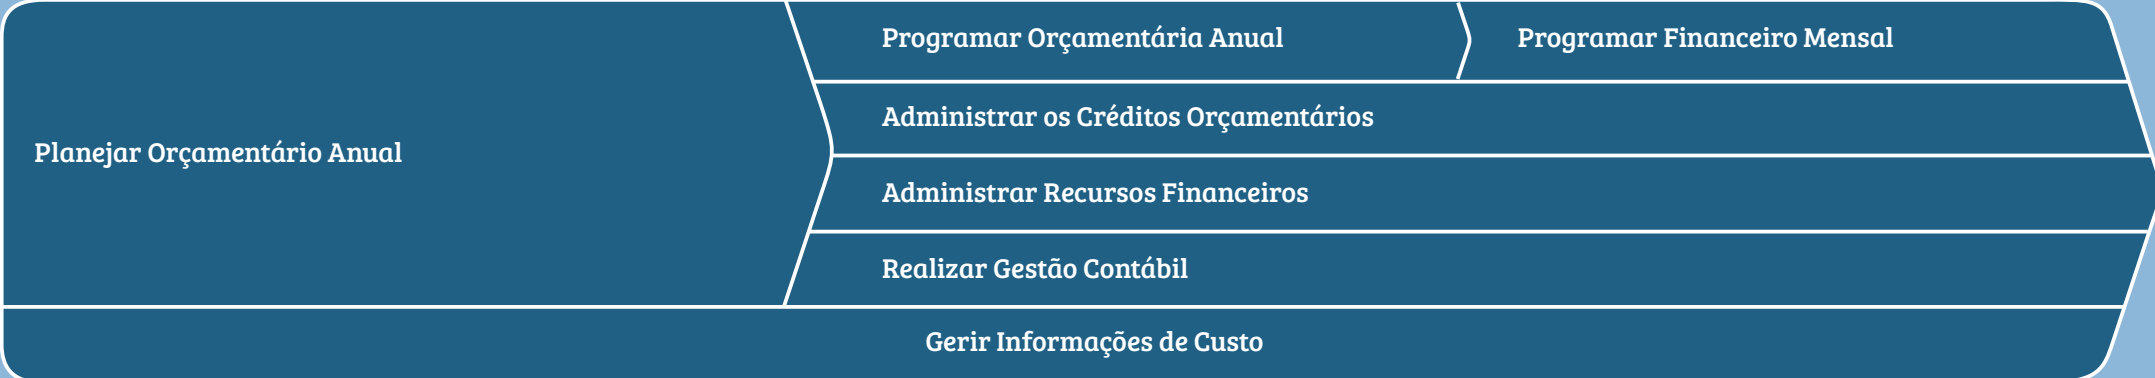 Planejar Orçamentário Anual
Programar Orçamentária Anual
Programar Financeiro Mensal
Administrar os Créditos Orçamentários
Administrar Recursos Financeiros
Realizar Gestão Contábil
Gerir Informações de Custo